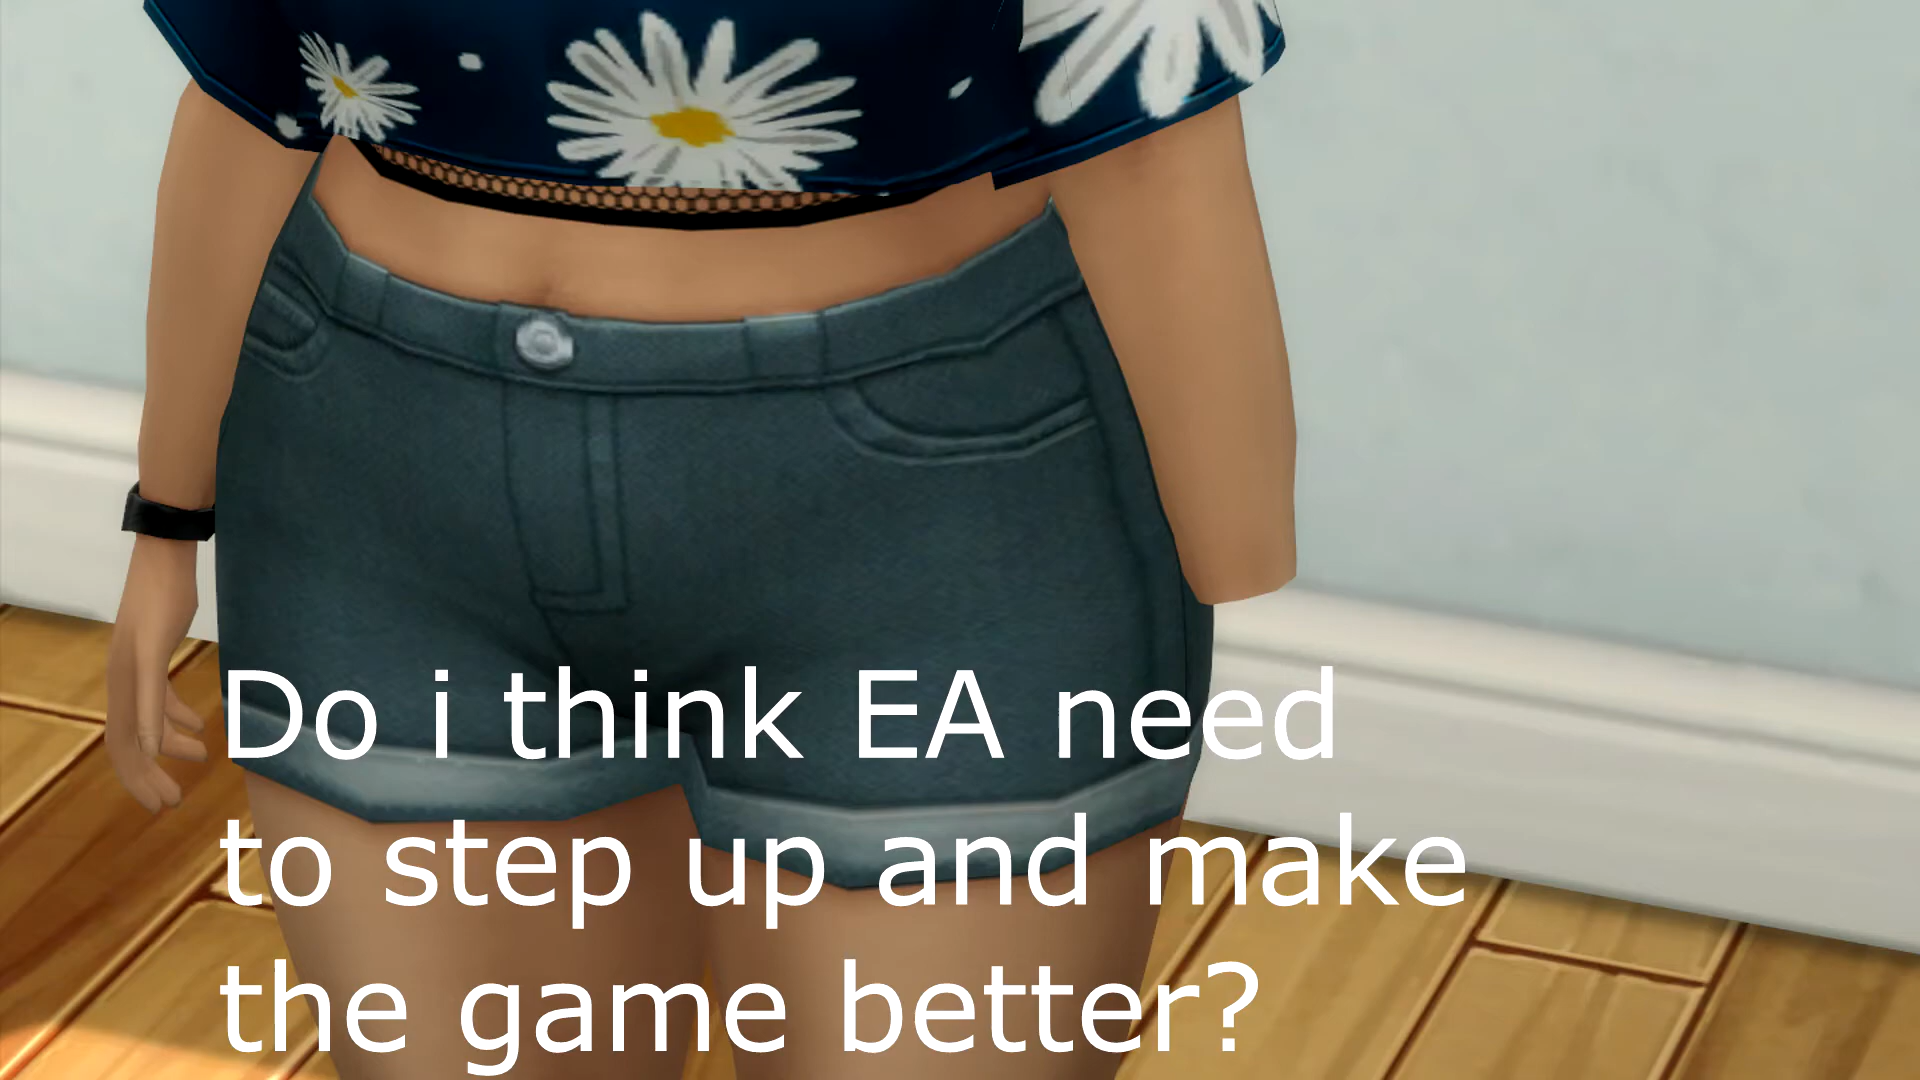 Do i think EA need
to step up and make
the game better?